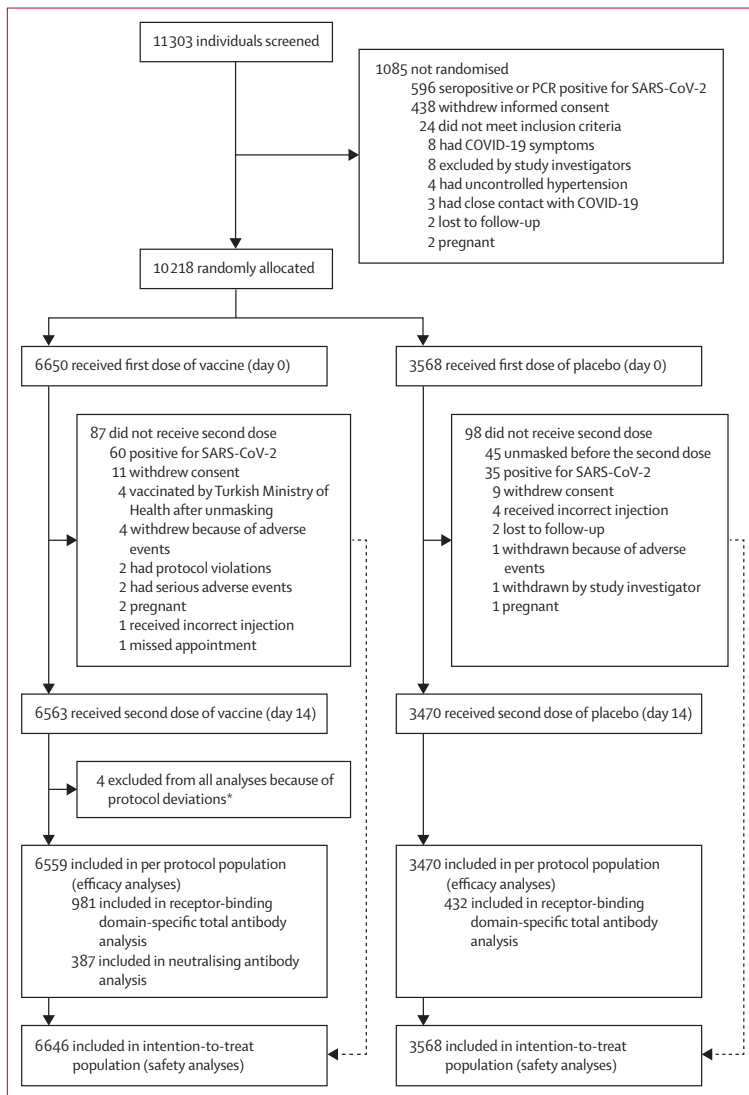 11303 individuals screened
1085 not randomised
596 seropositive or PCR positive for SARS-CoV-2
438 withdrew informed consent
24 did not meet inclusion criteria
8 had COVID-19 symptoms
8 excluded by study investigators
4 had uncontrolled hypertension
3 had close contact with COVID-19
2 lost to follow-up
2 pregnant
10218 randomly allocated
6650 received first dose of vaccine (day 0)
3568 received first dose of placebo (day 0)
87 did not receive second dose
60 positive for SARS-CoV-2
11 withdrew consent
4 vaccinated by Turkish Ministry of
Health after unmasking
4 withdrew because of adverse
events
2 had protocol violations
2 had serious adverse events
2 pregnant
1 received incorrect injection
1 missed appointment
98 did not receive second dose
45 unmasked before the second dose
35 positive for SARS-CoV-2
9 withdrew consent
4 received incorrect injection
2 lost to follow-up
1 withdrawn because of adverse
events
1 withdrawn by study investigator
1 pregnant
6563 received second dose of vaccine (day 14)
3470 received second dose of placebo (day 14)
4 excluded from all analyses because of
protocol deviations*
6559 included in per protocol population
(efficacy analyses)
981 included in receptor-binding
domain-specific total antibody
analysis
387 included in neutralising antibody
analysis
3470 included in per protocol population
(efficacy analyses)
432 included in receptor-binding
domain-specific total antibody
analysis
6646 included in intention-to-treat
population (safety analyses)
3568 included in intention-to-treat
population (safety analyses)